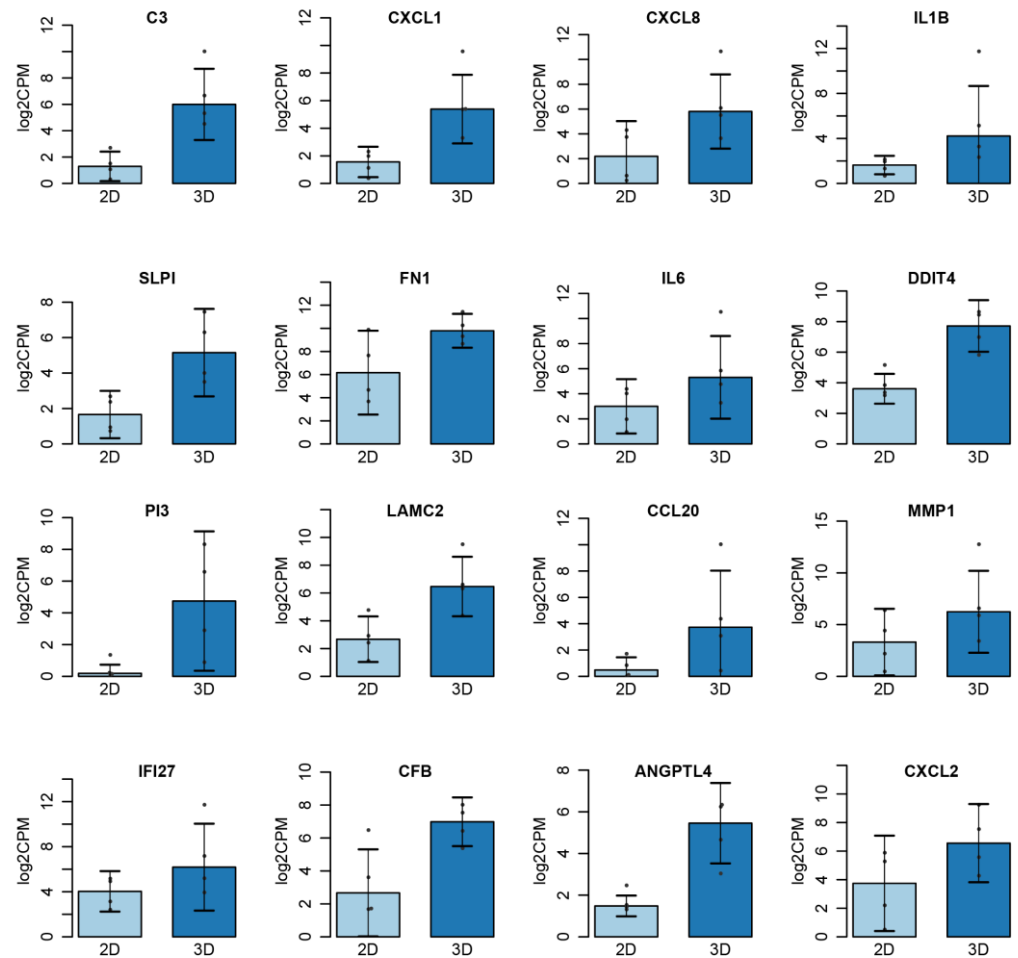 C3 CXCL1 CXCL8 IL1B
log2CPM log2CPM log2CPM log2CPM
0 2 4 6 8 12 0 2 4 6 8 12 0 2 4 6 8 12 0 4 8 14
2D 3D 2D 3D 2D 3D 2D 3D
SLPI FN1 IL6 DDIT4
log2CPM log2CPM log2CPM log2CPM
0 2 4 6 8 0 2 4 6 8 12 0 2 4 6 8 12 0 2 4 6 8 10
2D 3D 2D 3D 2D 3D 2D 3D
PI3 LAMC2 CCL20 MMP1
log2CPM log2CPM log2CPM log2CPM
0 2 4 6 8 10 0 2 4 6 8 10 0 2 4 6 8 12 0 5 10 15
2D 3D 2D 3D 2D 3D 2D 3D
IFI27 CFB ANGPTL4 CXCL2
log2CPM log2CPM log2CPM log2CPM
0 4 8 12 0 2 4 6 8 10 0 2 4 6 8 0 2 4 6 8 10
2D 3D 2D 3D 2D 3D 2D 3D